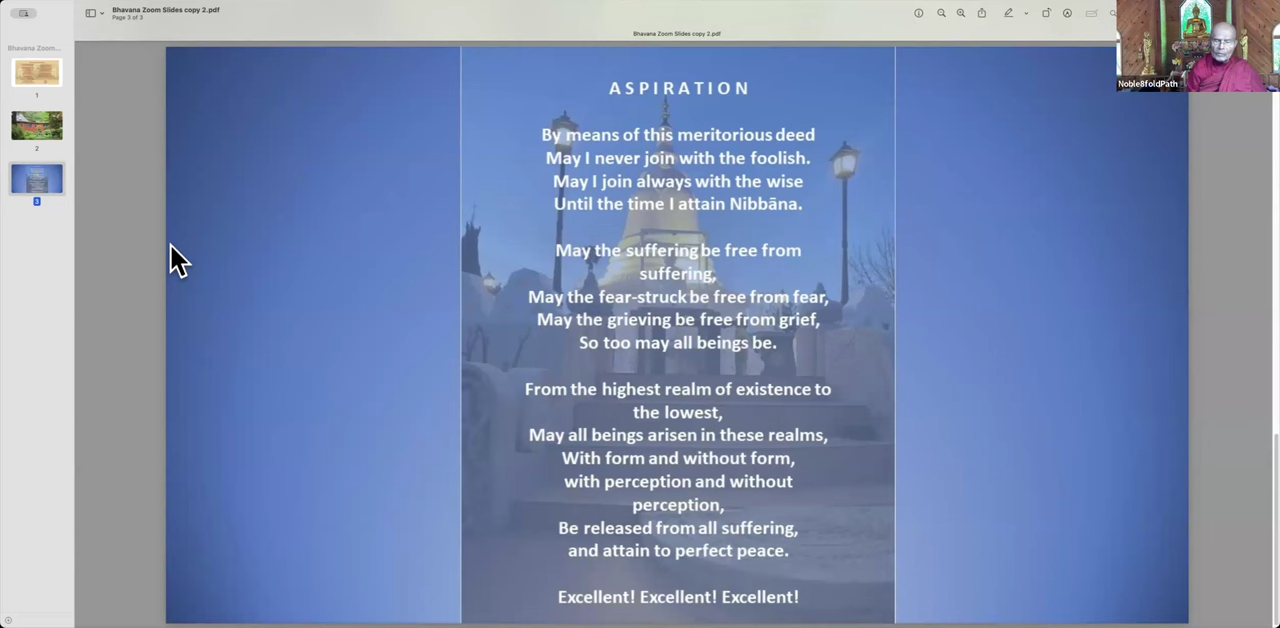 Bhavana Zoom Slides copy 2.pdf
Page 3 of 3
Bhavana Zoom Slides copy 2.pdf
Bhavana Zoom...
1
2
3
Noble8foldPath
ASPIRATION
By means of this meritorious deed
May I never join with the foolish.
May I join always with the wise
Until the time I attain Nibbāna.
May the suffering be free from
suffering,
May the fear-struck be free from fear,
May the grieving be free from grief,
So too may all beings be.
From the highest realm of existence to
the lowest,
May all beings arisen in these realms,
With form and without form,
with perception and without
perception,
Be released from all suffering,
and attain to perfect peace.
Excellent! Excellent! Excellent!